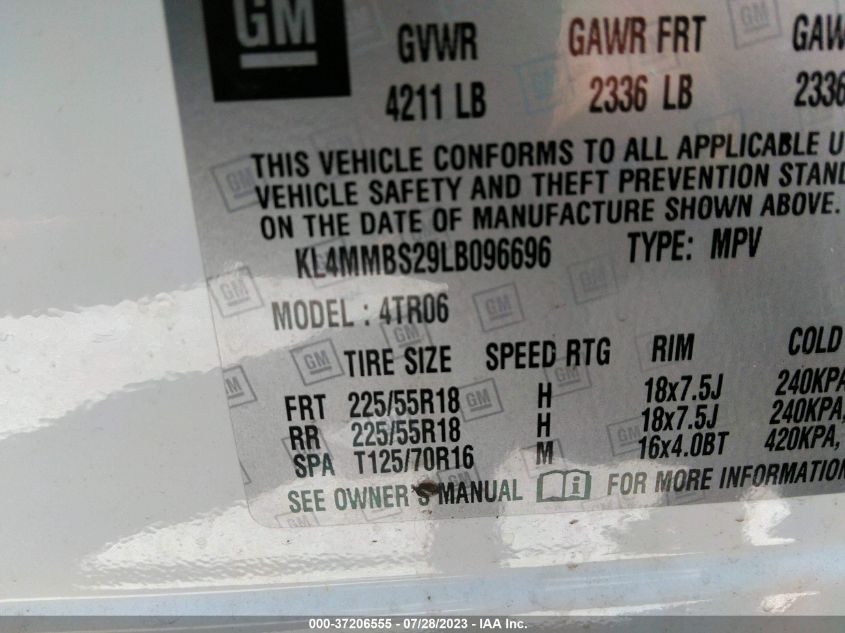 GM
GVWR GAWR FRT GAW
4211 LB 2336 LB 2336
THIS VEHICLE CONFORMS TO ALL APPLICABLE U
VEHICLE SAFETY AND THEFT PREVENTION STAND
ON THE DATE OF MANUFACTURE SHOWN ABOVE.
KL4MMBS29LB096696 TYPE: MPV
MODEL : 4TR06
TIRE SIZE SPEED RTG RIM COLD
FRT 225/55R18 H 18x7.5J 240KPA
RR 225/55R18 H 18x7.5J 240KPA,
SPA T125/70R16 M 16x4.0BT 420KPA,
SEE OWNER'S MANUAL FOR MORE INFORMATION
000-37206555 / 07/28/2023 - IAA Inc.